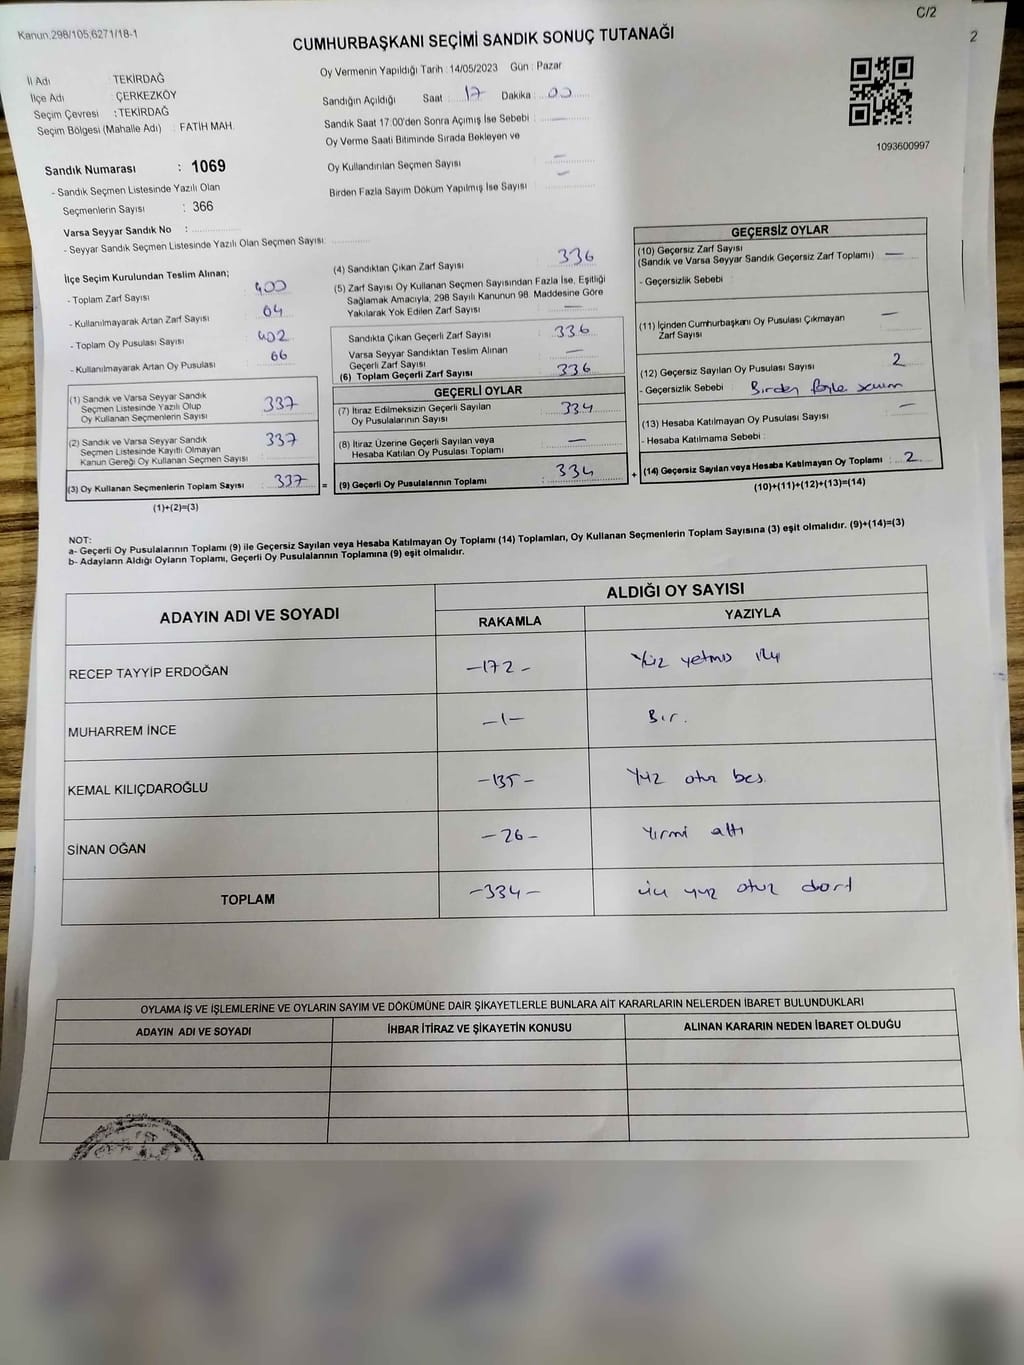 Kanun.298/105,6271/18-1
C/2
2
CUMHURBAŞKANI SEÇİMİ SANDIK SONUÇ TUTANAĞI
İl Adı : TEKİRDAĞ
İlçe Adı : ÇERKEZKÖY
Seçim Çevresi : TEKİRDAĞ
Seçim Bölgesi (Mahalle Adı) : FATİH MAH.
Oy Vermenin Yapıldığı Tarih : 14/05/2023 Gün : Pazar
Sandığın Açıldığı Saat : 17 Dakika : 00
Sandık Saat 17:00'den Sonra Açımış İse Sebebi : —
Oy Verme Saati Bitiminde Sırada Bekleyen ve
Oy Kullandırılan Seçmen Sayısı : —
Birden Fazla Sayım Döküm Yapılmış İse Sayısı : —
1093600997
Sandık Numarası : 1069
- Sandık Seçmen Listesinde Yazılı Olan
Seçmenlerin Sayısı : 366
Varsa Seyyar Sandık No :
- Seyyar Sandık Seçmen Listesinde Yazılı Olan Seçmen Sayısı:
İlçe Seçim Kurulundan Teslim Alınan;
- Toplam Zarf Sayısı 400
- Kullanılmayarak Artan Zarf Sayısı 64
- Toplam Oy Pusulası Sayısı 402
- Kullanılmayarak Artan Oy Pusulası 66
(1) Sandık ve Varsa Seyyar Sandık
Seçmen Listesinde Yazılı Olup
Oy Kullanan Seçmenlerin Sayısı 337
(2) Sandık ve Varsa Seyyar Sandık
Seçmen Listesinde Kayıtlı Olmayan
Kanun Gereği Oy Kullanan Seçmen Sayısı 337
(3) Oy Kullanan Seçmenlerin Toplam Sayısı 337 =
(1)+(2)=(3)
(4) Sandıktan Çıkan Zarf Sayısı 336
(5) Zarf Sayısı Oy Kullanan Seçmen Sayısından Fazla İse, Eşitliği
Sağlamak Amacıyla, 298 Sayılı Kanunun 98. Maddesine Göre
Yakılarak Yok Edilen Zarf Sayısı : —
Sandıkta Çıkan Geçerli Zarf Sayısı 336
Varsa Seyyar Sandıktan Teslim Alınan
Geçerli Zarf Sayısı —
(6) Toplam Geçerli Zarf Sayısı 336
GEÇERLİ OYLAR
(7) İtiraz Edilmeksizin Geçerli Sayılan
Oy Pusulalarının Sayısı 334
(8) İtiraz Üzerine Geçerli Sayılan veya
Hesaba Katılan Oy Pusulası Toplamı : —
(9) Geçerli Oy Pusulalarının Toplamı : 334 +
GEÇERSİZ OYLAR
(10) Geçersiz Zarf Sayısı
(Sandık ve Varsa Seyyar Sandık Geçersiz Zarf Toplamı) —
- Geçersizlik Sebebi :
(11) İçinden Cumhurbaşkanı Oy Pusulası Çıkmayan
Zarf Sayısı —
(12) Geçersiz Sayılan Oy Pusulası Sayısı 2
- Geçersizlik Sebebi : Birden fazla seçim
(13) Hesaba Katılmayan Oy Pusulası Sayısı —
- Hesaba Katılmama Sebebi :
(14) Geçersiz Sayılan veya Hesaba Katılmayan Oy Toplamı : 2
(10)+(11)+(12)+(13)=(14)
NOT:
a- Geçerli Oy Pusulalarının Toplamı (9) ile Geçersiz Sayılan veya Hesaba Katılmayan Oy Toplamı (14) Toplamları, Oy Kullanan Seçmenlerin Toplam Sayısına (3) eşit olmalıdır. (9)+(14)=(3)
b- Adayların Aldığı Oyların Toplamı, Geçerli Oy Pusulalarının Toplamına (9) eşit olmalıdır.
ADAYIN ADI VE SOYADI ALDIĞI OY SAYISI
RAKAMLA YAZIYLA
RECEP TAYYİP ERDOĞAN -172- Yüz yetmiş iki
MUHARREM İNCE -1- Bir.
KEMAL KILIÇDAROĞLU -135- Yüz otuz beş
SİNAN OĞAN -26- Yirmi altı
TOPLAM -334- üç yüz otuz dört
OYLAMA İŞ VE İŞLEMLERİNE VE OYLARIN SAYIM VE DÖKÜMÜNE DAİR ŞİKAYETLERLE BUNLARA AİT KARARLARIN NELERDEN İBARET BULUNDUKLARI
ADAYIN ADI VE SOYADI İHBAR İTİRAZ VE ŞİKAYETİN KONUSU ALINAN KARARIN NEDEN İBARET OLDUĞU